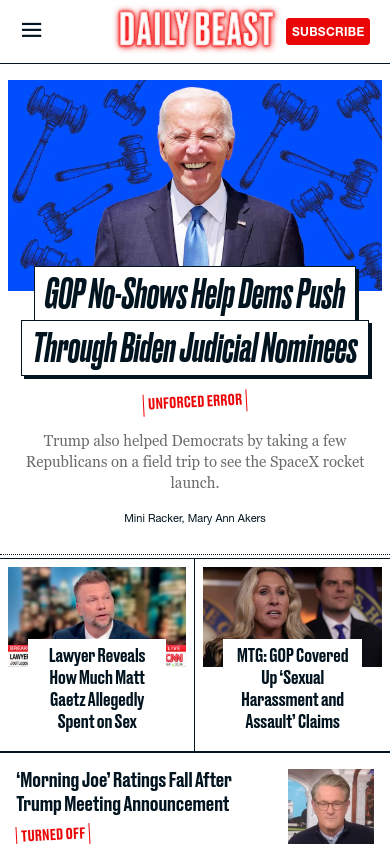 DAILY BEAST
SUBSCRIBE
GOP No-Shows Help Dems Push
Through Biden Judicial Nominees
UNFORCED ERROR
Trump also helped Democrats by taking a few
Republicans on a field trip to see the SpaceX rocket
launch.
Mini Racker, Mary Ann Akers
LIVE
CNN
Lawyer Reveals
How Much Matt
Gaetz Allegedly
Spent on Sex
MTG: GOP Covered
Up ‘Sexual
Harassment and
Assault’ Claims
‘Morning Joe’ Ratings Fall After
Trump Meeting Announcement
TURNED OFF